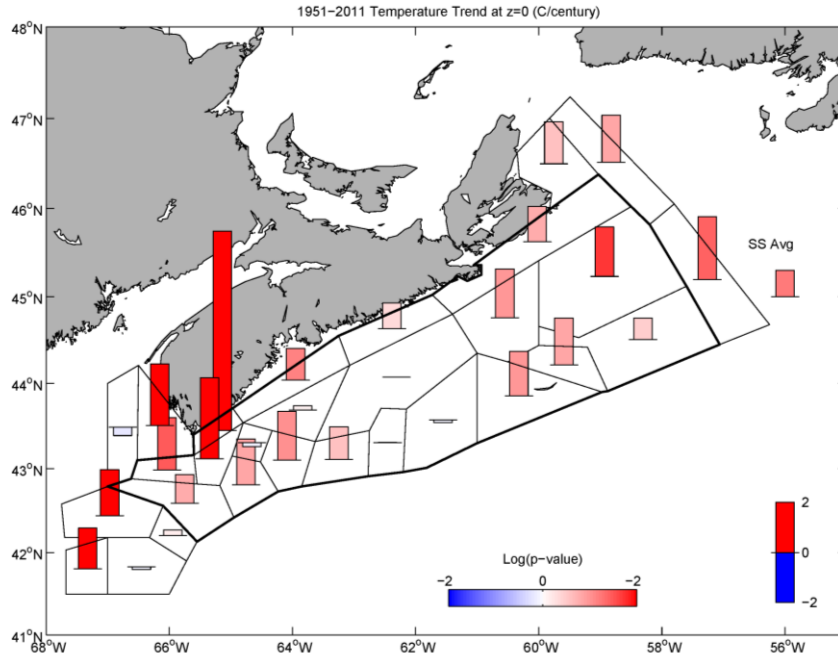 1951−2011 Temperature Trend at z=0 (C/century)
48°N
47°N
46°N
SS Avg
45°N
44°N
43°N
2
42°N
Log(p−value)
0
−2 0 −2
−2
41°N
68°W 66°W 64°W 62°W 60°W 58°W 56°W